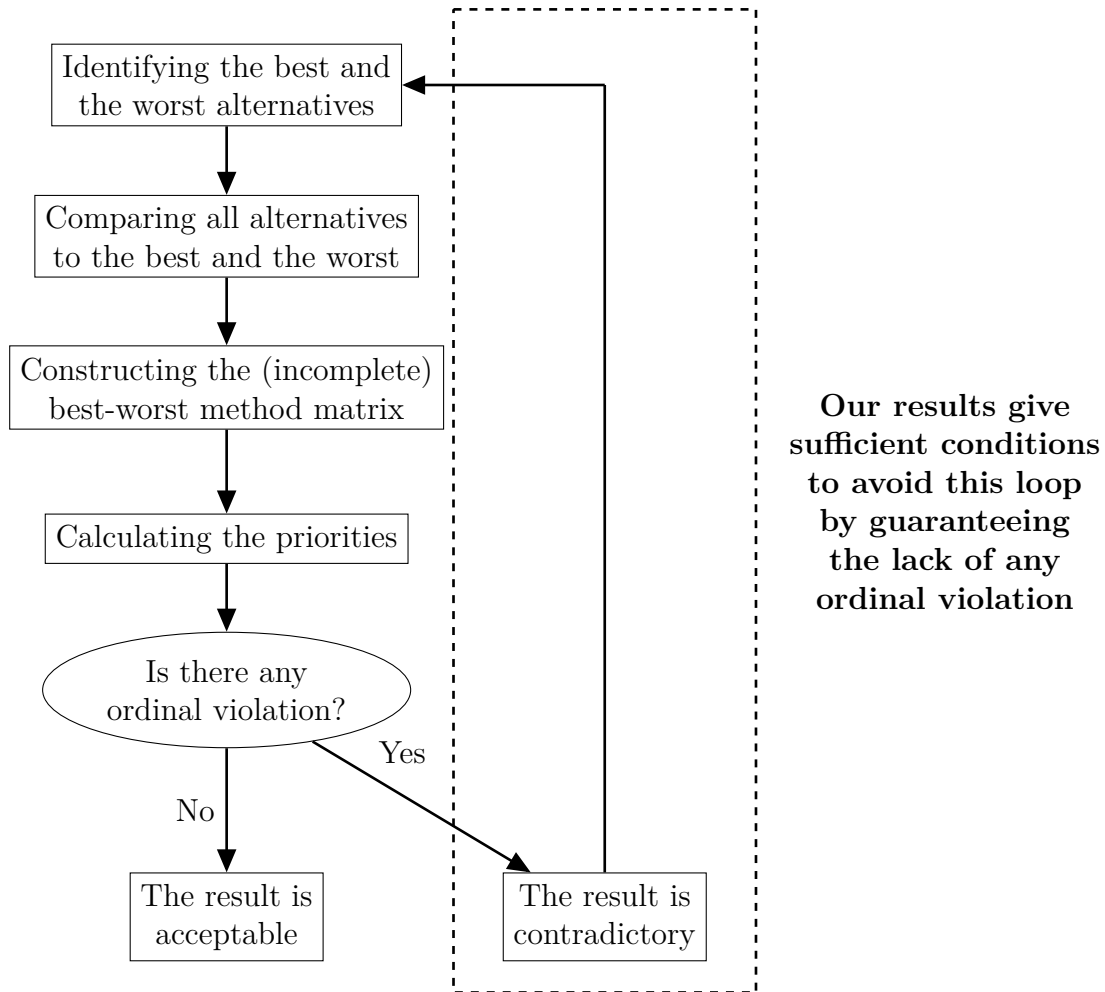 Identifying the best and
the worst alternatives
Comparing all alternatives
to the best and the worst
Constructing the (incomplete)
best-worst method matrix
Calculating the priorities
Is there any
ordinal violation?
Yes
No
The result is
acceptable
The result is
contradictory
Our results give
sufficient conditions
to avoid this loop
by guaranteeing
the lack of any
ordinal violation